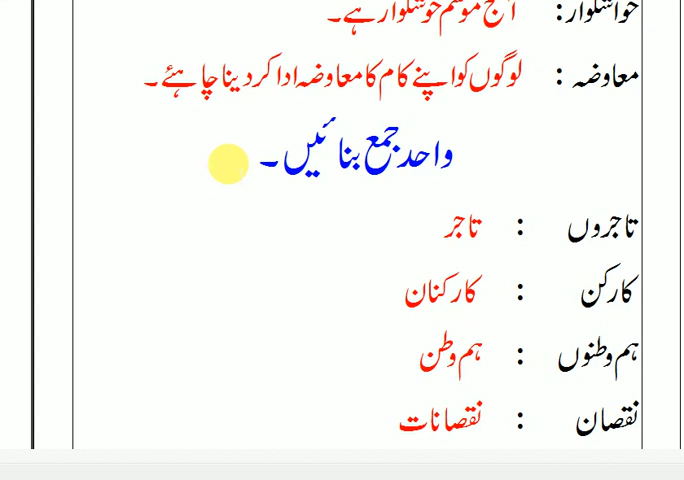 خوشگوار: آج موسم خوشگوار ہے۔
معاوضہ : لوگوں کو اپنے کام کا معاوضہ ادا کر دینا چاہئے۔
واحد جمع بنائیں۔
تاجروں : تاجر
کارکن : کارکنان
ہم وطنوں : ہم وطن
نقصان : نقصانات